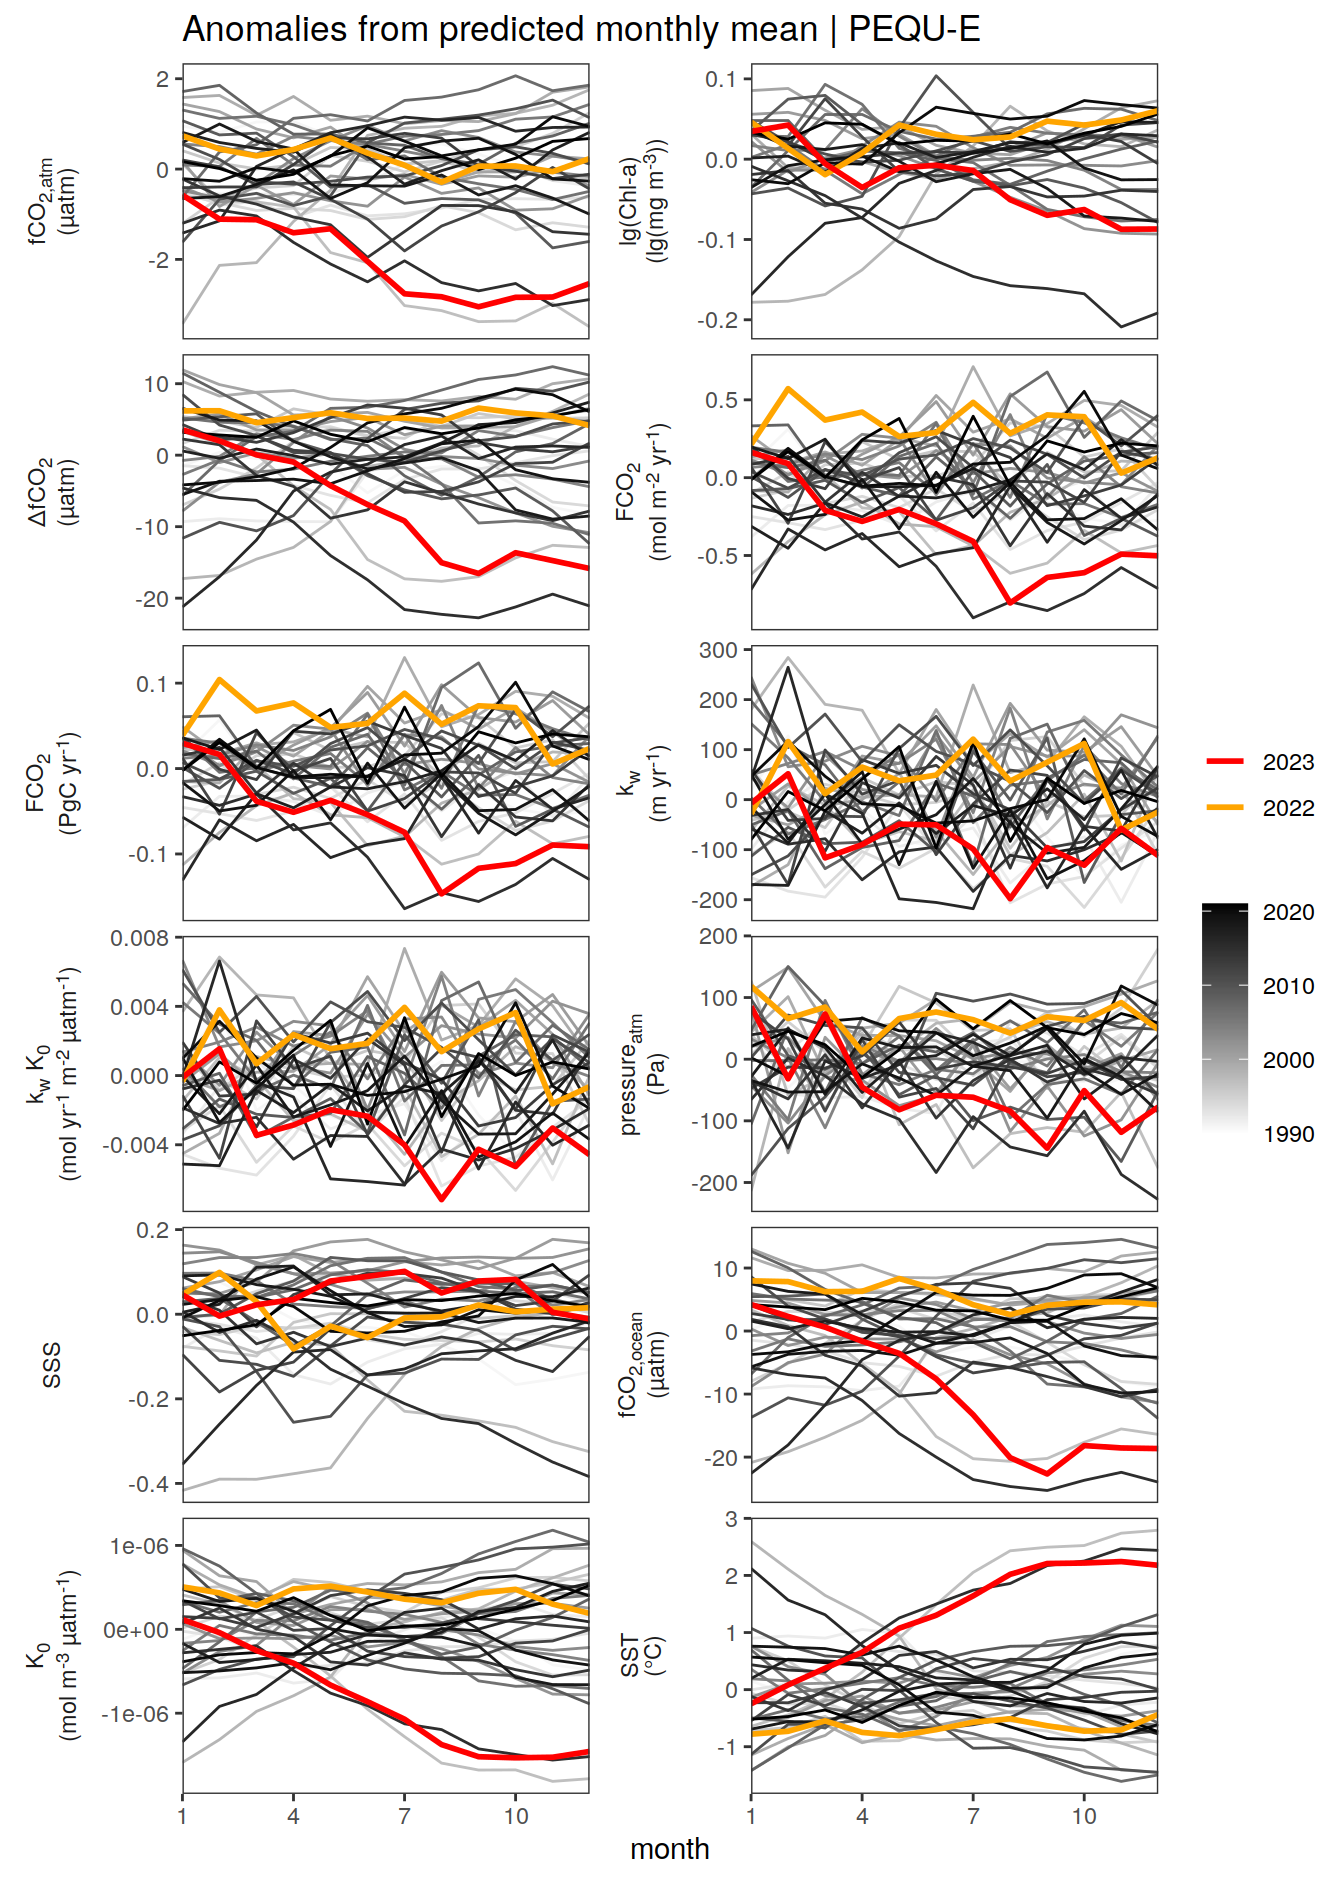 Anomalies from predicted monthly mean | PEQU-E
fCO2,atm
(µatm)
2
0
-2
lg(Chl-a)
(lg(mg m-3))
0.1
0.0
-0.1
-0.2
ΔfCO2
(µatm)
10
0
-10
-20
FCO2
(mol m-2 yr-1)
0.5
0.0
-0.5
FCO2
(PgC yr-1)
0.1
0.0
-0.1
kw
(m yr-1)
300
200
100
0
-100
-200
kw K0
(mol yr-1 m-2 µatm-1)
0.008
0.004
0.000
-0.004
pressureatm
(Pa)
200
100
0
-100
-200
SSS
0.2
0.0
-0.2
-0.4
fCO2,ocean
(µatm)
10
0
-10
-20
K0
(mol m-3 µatm-1)
1e-06
0e+00
-1e-06
SST
(°C)
3
2
1
0
-1
1 4 7 10
1 4 7 10
month
2023
2022
2020
2010
2000
1990